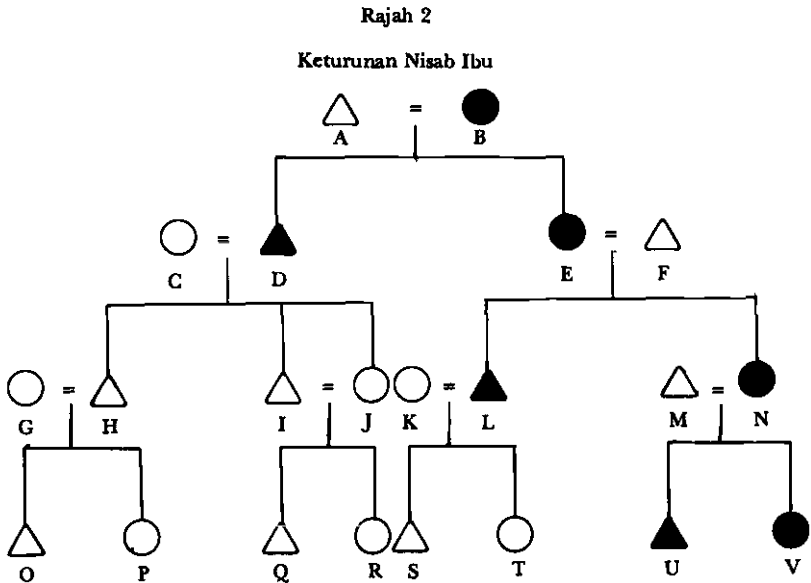 Rajah 2
Keturunan Nisab Ibu
A = B
C = D E = F
G = H I = J K = L M = N
O P Q R S T U V